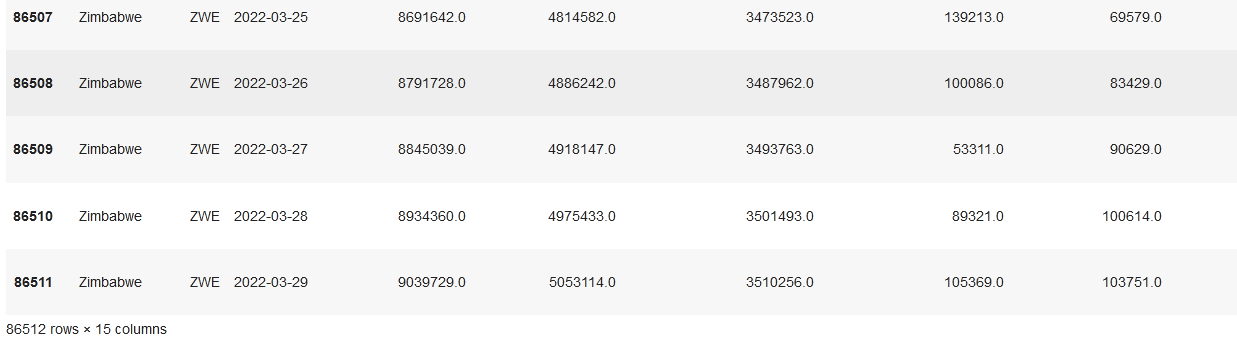 86507 Zimbabwe ZWE 2022-03-25 8691642.0 4814582.0 3473523.0 139213.0 69579.0
86508 Zimbabwe ZWE 2022-03-26 8791728.0 4886242.0 3487962.0 100086.0 83429.0
86509 Zimbabwe ZWE 2022-03-27 8845039.0 4918147.0 3493763.0 53311.0 90629.0
86510 Zimbabwe ZWE 2022-03-28 8934360.0 4975433.0 3501493.0 89321.0 100614.0
86511 Zimbabwe ZWE 2022-03-29 9039729.0 5053114.0 3510256.0 105369.0 103751.0
86512 rows × 15 columns